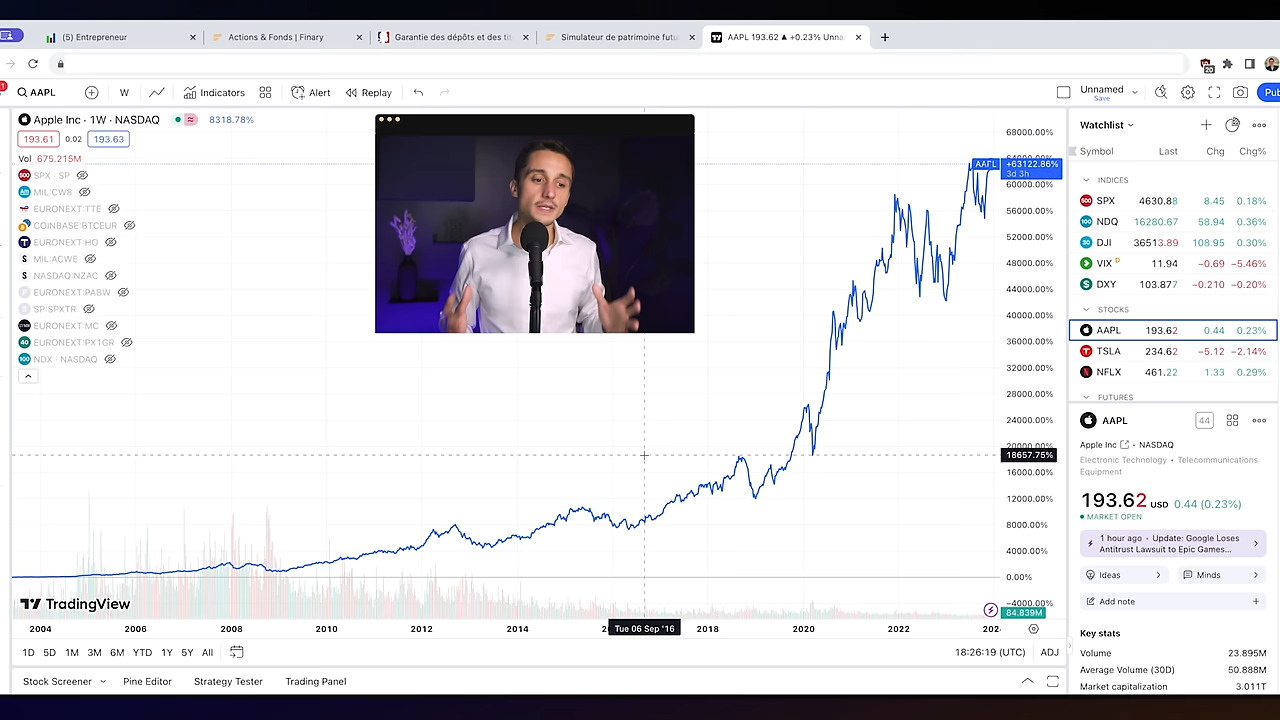 (5) Entrepreneur
Actions & Fonds | Finary
Garantie des dépôts et des tit
Simulateur de patrimoine futu
AAPL 193.62 ▲ +0.23% Unna
20
1
AAPL
W
Indicators
Alert
Replay
Unnamed
Save
Pub
Apple Inc · 1W · NASDAQ
8318.78%
193.61
0.02
193.63
Vol 675.215M
SPX · SP
MIL:CW8
EURONEXT:TTE
COINBASE:BTCEUR
EURONEXT:HO
MIL:ACWE
NASDAQ:NZAC
EURONEXT:PABW
SP:SPXTR
EURONEXT:MC
EURONEXT:PX1GR
NDX · NASDAQ
68000.00%
64000.00%
AAPL
+63122.86%
3d 3h
60000.00%
56000.00%
52000.00%
48000.00%
44000.00%
40000.00%
36000.00%
32000.00%
28000.00%
24000.00%
20000.00%
18657.75%
16000.00%
12000.00%
8000.00%
4000.00%
0.00%
−4000.00%
84.839M
TradingView
2004
2006
2008
2010
2012
2014
Tue 06 Sep '16
2018
2020
2022
202
1D 5D 1M 3M 6M YTD 1Y 5Y All
18:26:19 (UTC)
ADJ
Stock Screener
Pine Editor
Strategy Tester
Trading Panel
Watchlist
Symbol Last Chg Chg%
INDICES
SPX 4630.88 8.45 0.18%
NDQ 16280.67 58.94 0.36%
DJI 36513.89 108.95 0.30%
VIX D 11.94 −0.69 −5.46%
DXY 103.877 −0.210 −0.20%
STOCKS
AAPL 193.62 0.44 0.23%
TSLA 234.62 −5.12 −2.14%
NFLX 461.22 1.33 0.29%
FUTURES
AAPL
44
Apple Inc · NASDAQ
Electronic Technology • Telecommunications
Equipment
193.62 USD 0.44 (0.23%)
MARKET OPEN
1 hour ago · Update: Google Loses
Antitrust Lawsuit to Epic Games...
Ideas
Minds
Add note
Key stats
Volume 23.895M
Average Volume (30D) 50.888M
Market capitalization 3.011T